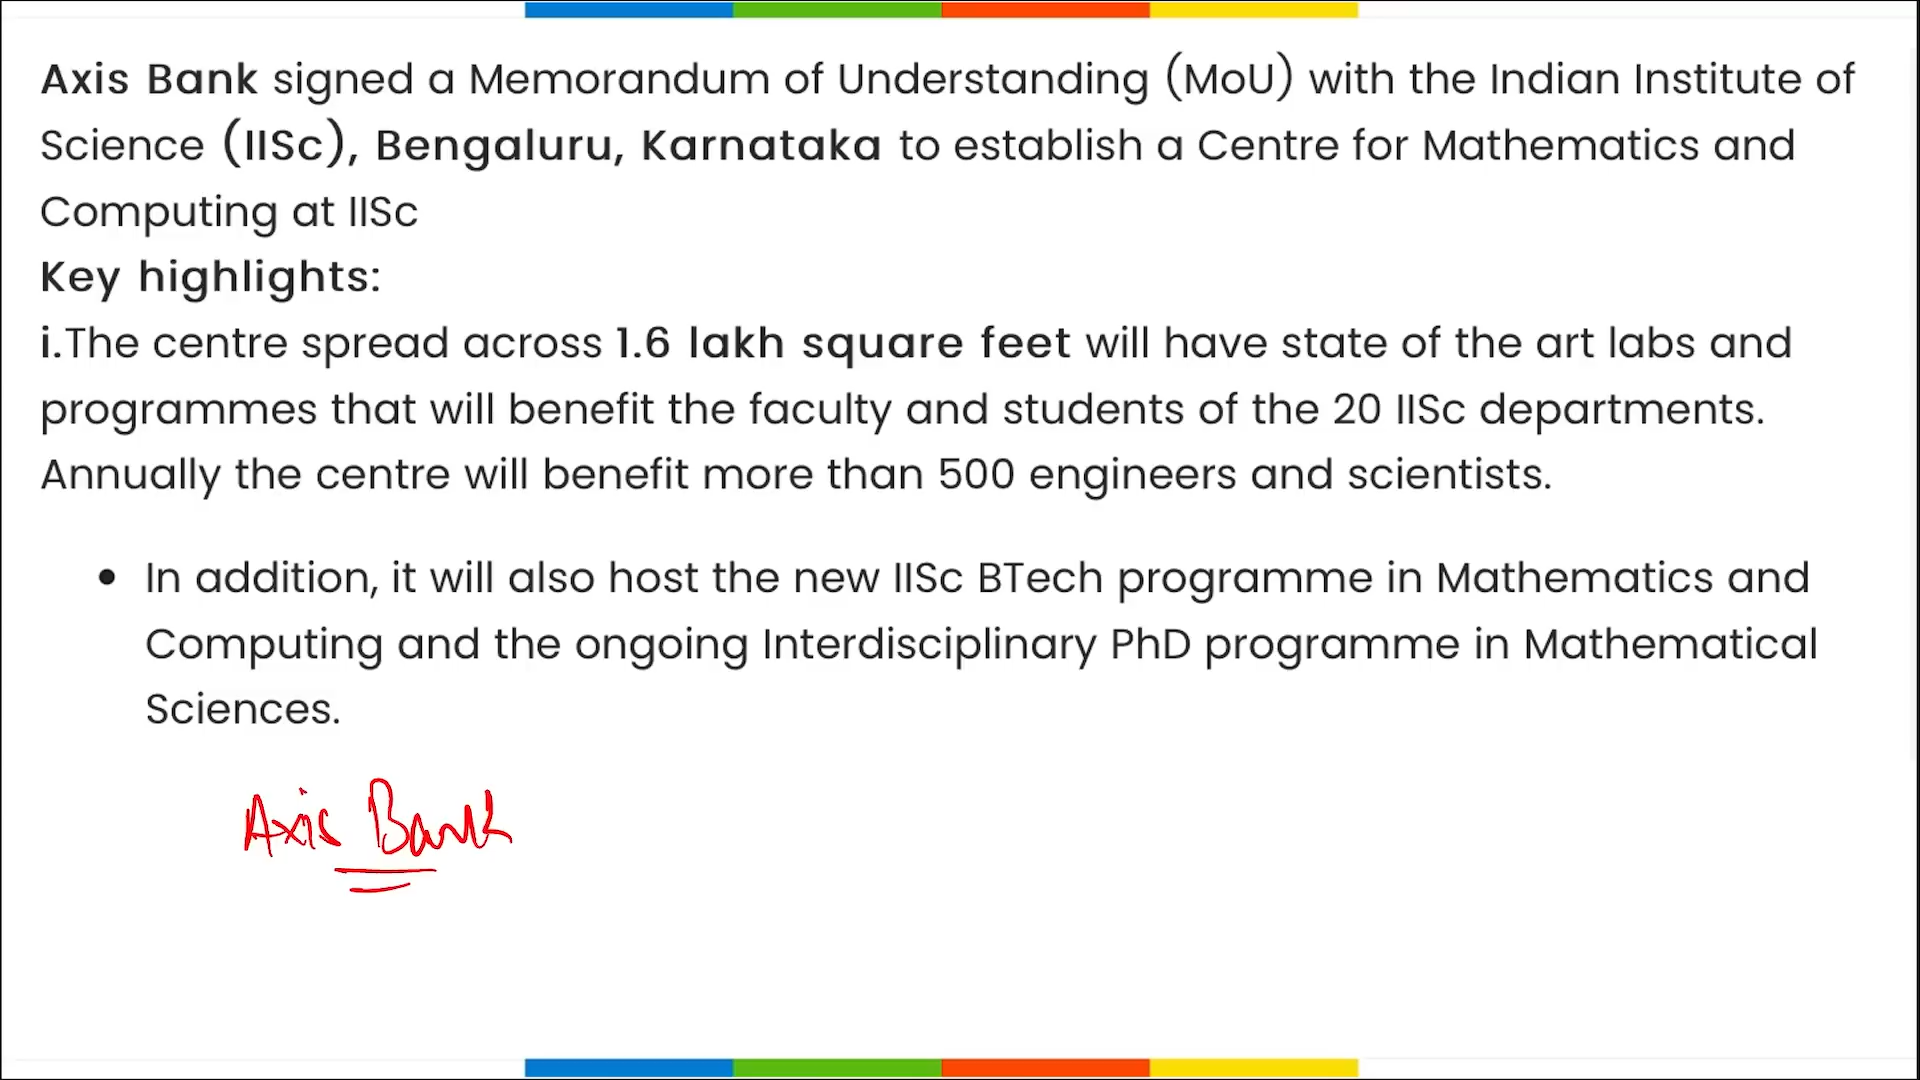 Axis Bank signed a Memorandum of Understanding (MoU) with the Indian Institute of
Science (IISc), Bengaluru, Karnataka to establish a Centre for Mathematics and
Computing at IISc
Key highlights:
i.The centre spread across 1.6 lakh square feet will have state of the art labs and
programmes that will benefit the faculty and students of the 20 IISc departments.
Annually the centre will benefit more than 500 engineers and scientists.
• In addition, it will also host the new IISc BTech programme in Mathematics and
Computing and the ongoing Interdisciplinary PhD programme in Mathematical
Sciences.
Axis Bank